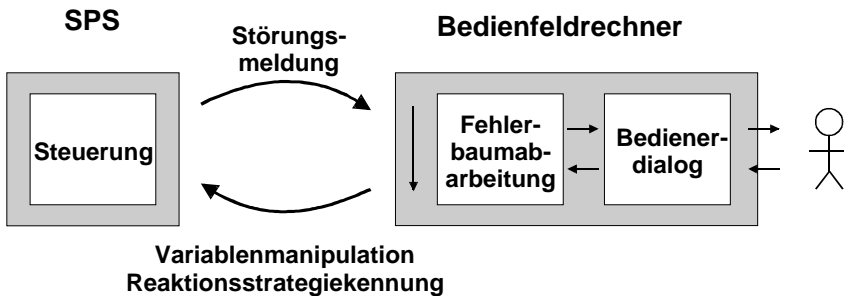 SPS
Störungs-
meldung
Bedienfeldrechner
Steuerung
Fehler-
baumab-
arbeitung
Bediener-
dialog
Variablenmanipulation
Reaktionsstrategiekennung